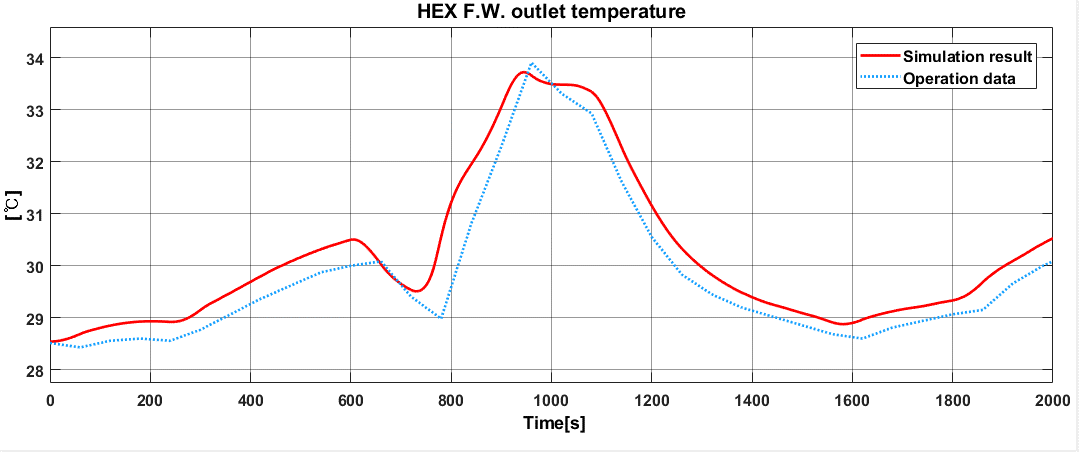 HEX F.W. outlet temperature
Simulation result
Operation data
34
33
32
31
30
29
28
[℃]
0 200 400 600 800 1000 1200 1400 1600 1800 2000
Time[s]